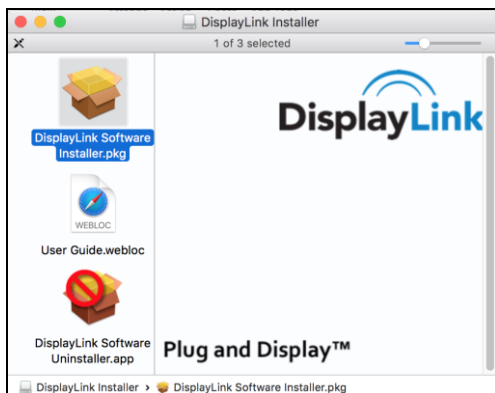 DisplayLink Installer
1 of 3 selected
DisplayLink
DisplayLink Software
Installer.pkg
WEBLOC
User Guide.webloc
DisplayLink Software
Uninstaller.app
Plug and Display™
DisplayLink Installer › DisplayLink Software Installer.pkg